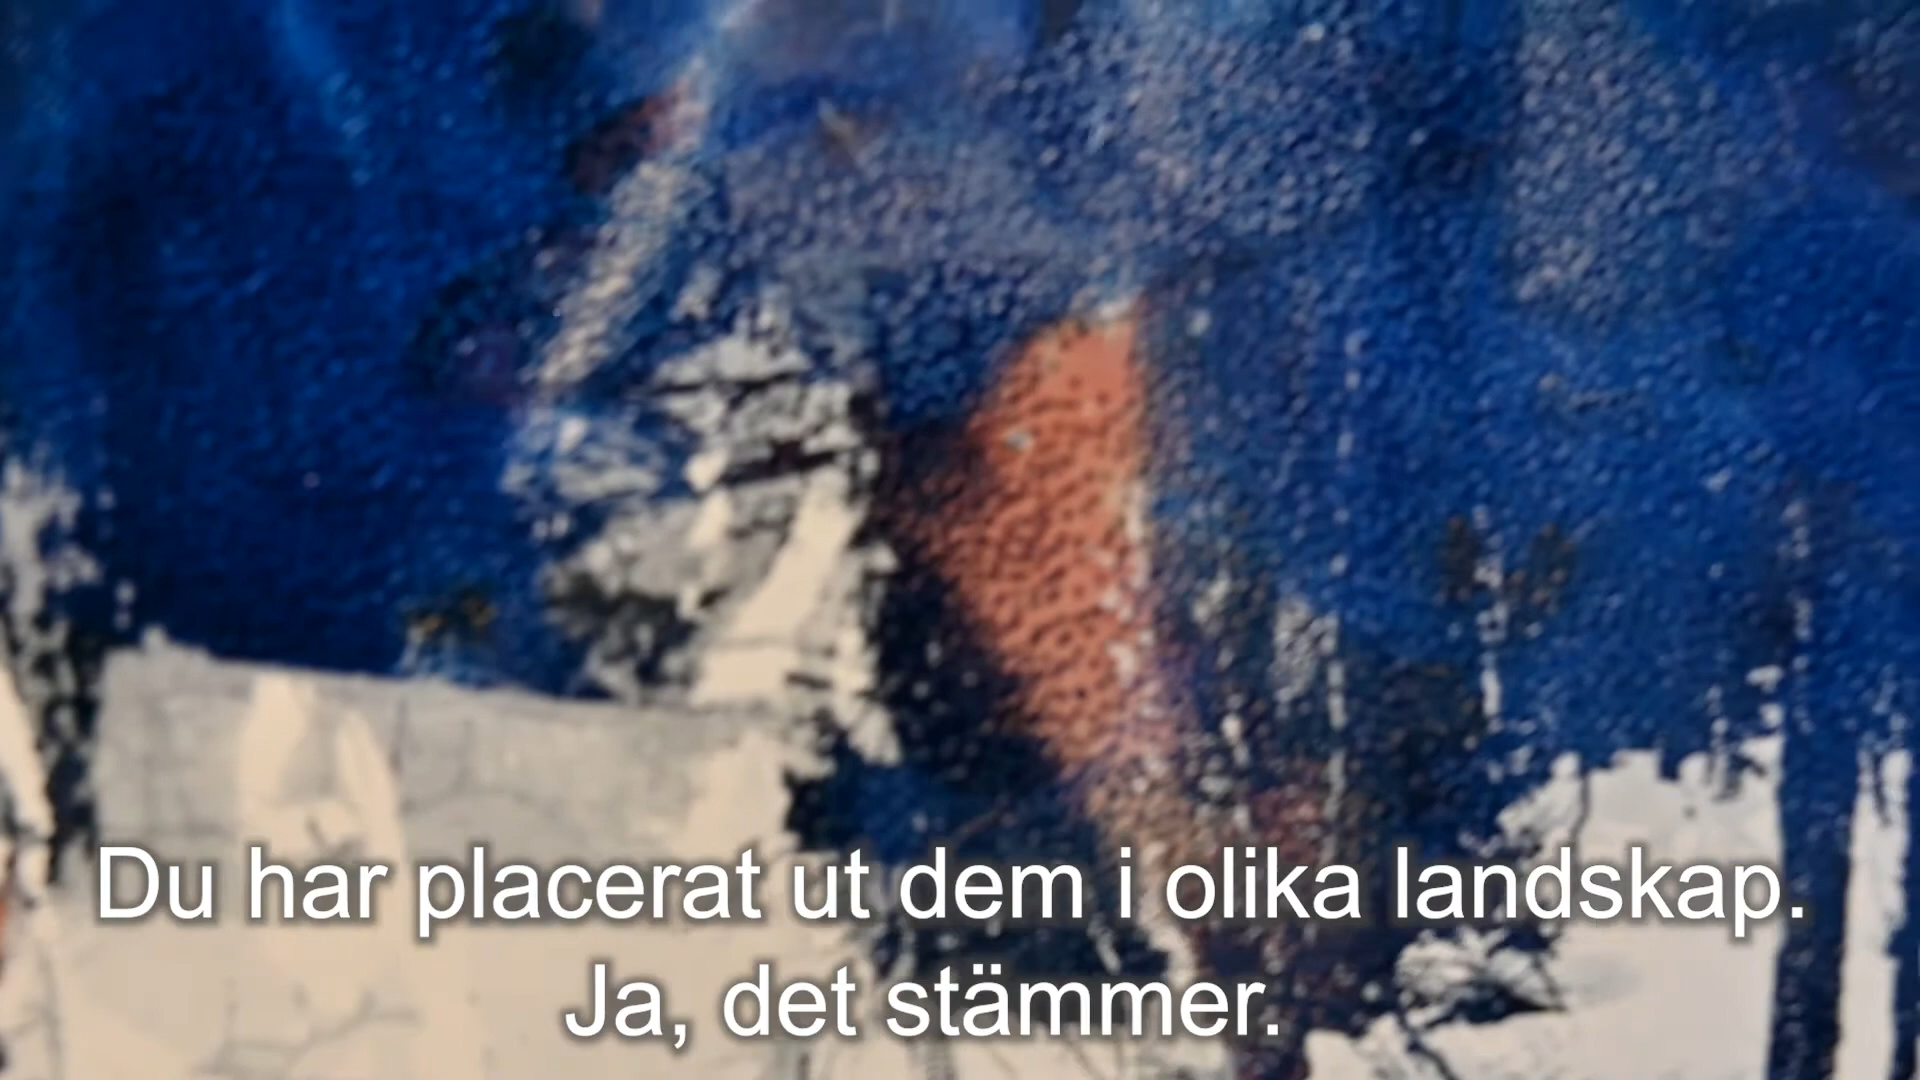 Du har placerat ut dem i olika landskap.
Ja, det stämmer.